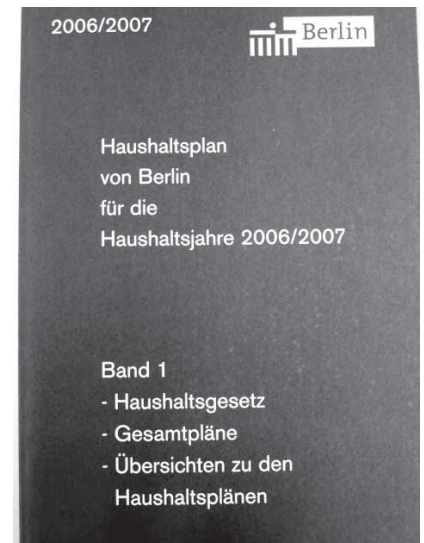 2006/2007
Berlin
Haushaltsplan
von Berlin
für die
Haushaltsjahre 2006/2007
Band 1
- Haushaltsgesetz
- Gesamtpläne
- Übersichten zu den
Haushaltsplänen